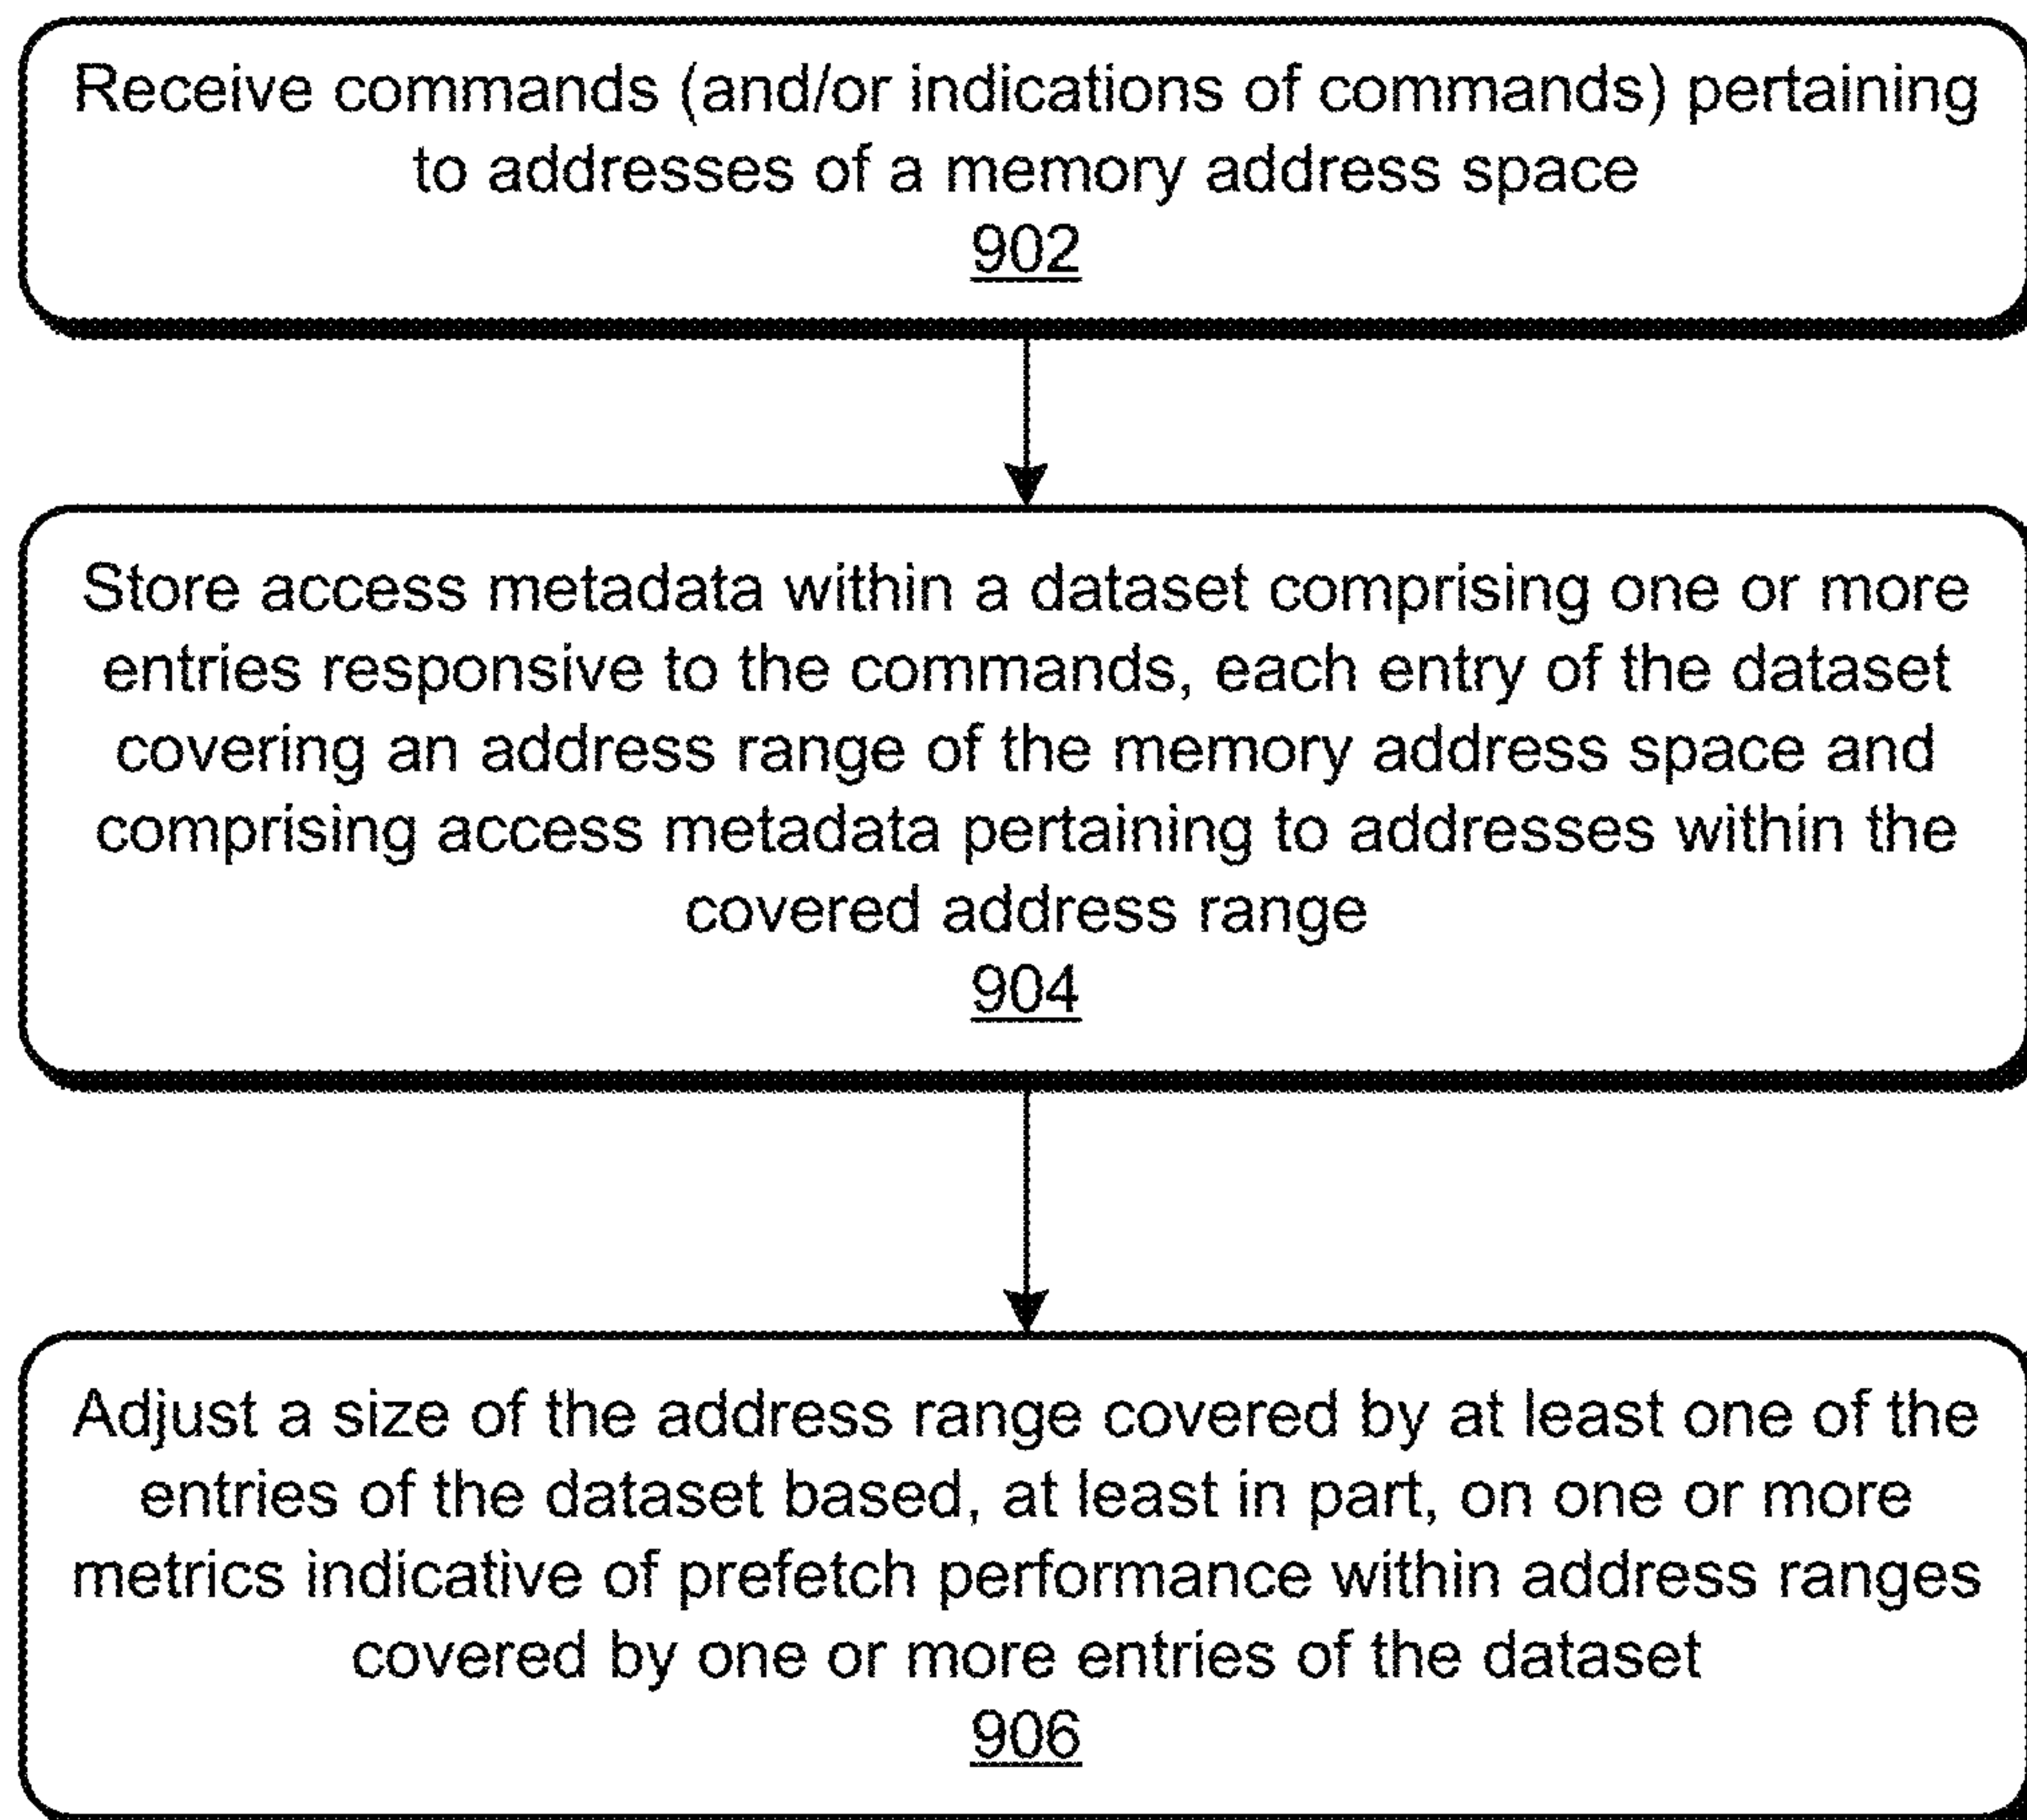 Receive commands (and/or indications of commands) pertaining
to addresses of a memory address space
902
Store access metadata within a dataset comprising one or more
entries responsive to the commands, each entry of the dataset
covering an address range of the memory address space and
comprising access metadata pertaining to addresses within the
covered address range
904
Adjust a size of the address range covered by at least one of the
entries of the dataset based, at least in part, on one or more
metrics indicative of prefetch performance within address ranges
covered by one or more entries of the dataset
906